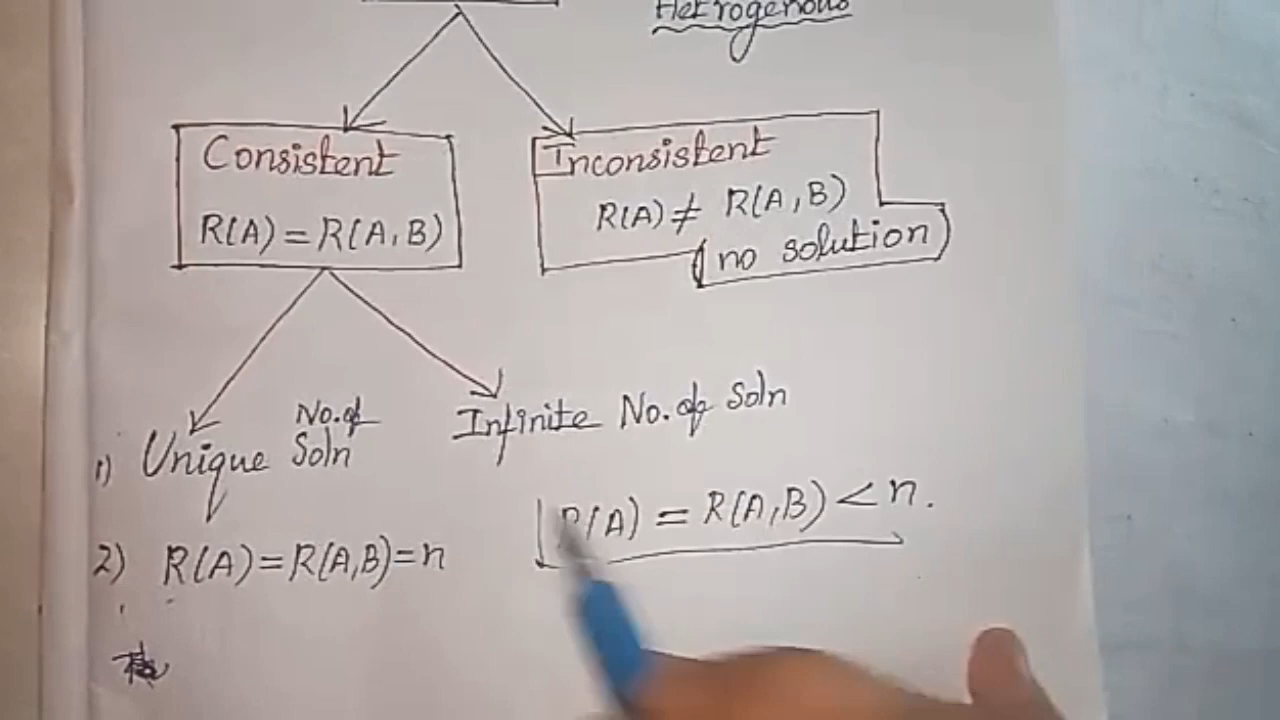 Hetrogenous
Consistent
R(A) = R(A,B)
Inconsistent
R(A) ≠ R(A,B)
(no solution)
1) Unique No. of Soln
Infinite No. of Soln
2) R(A) = R(A,B) = n
R(A) = R(A,B) < n.